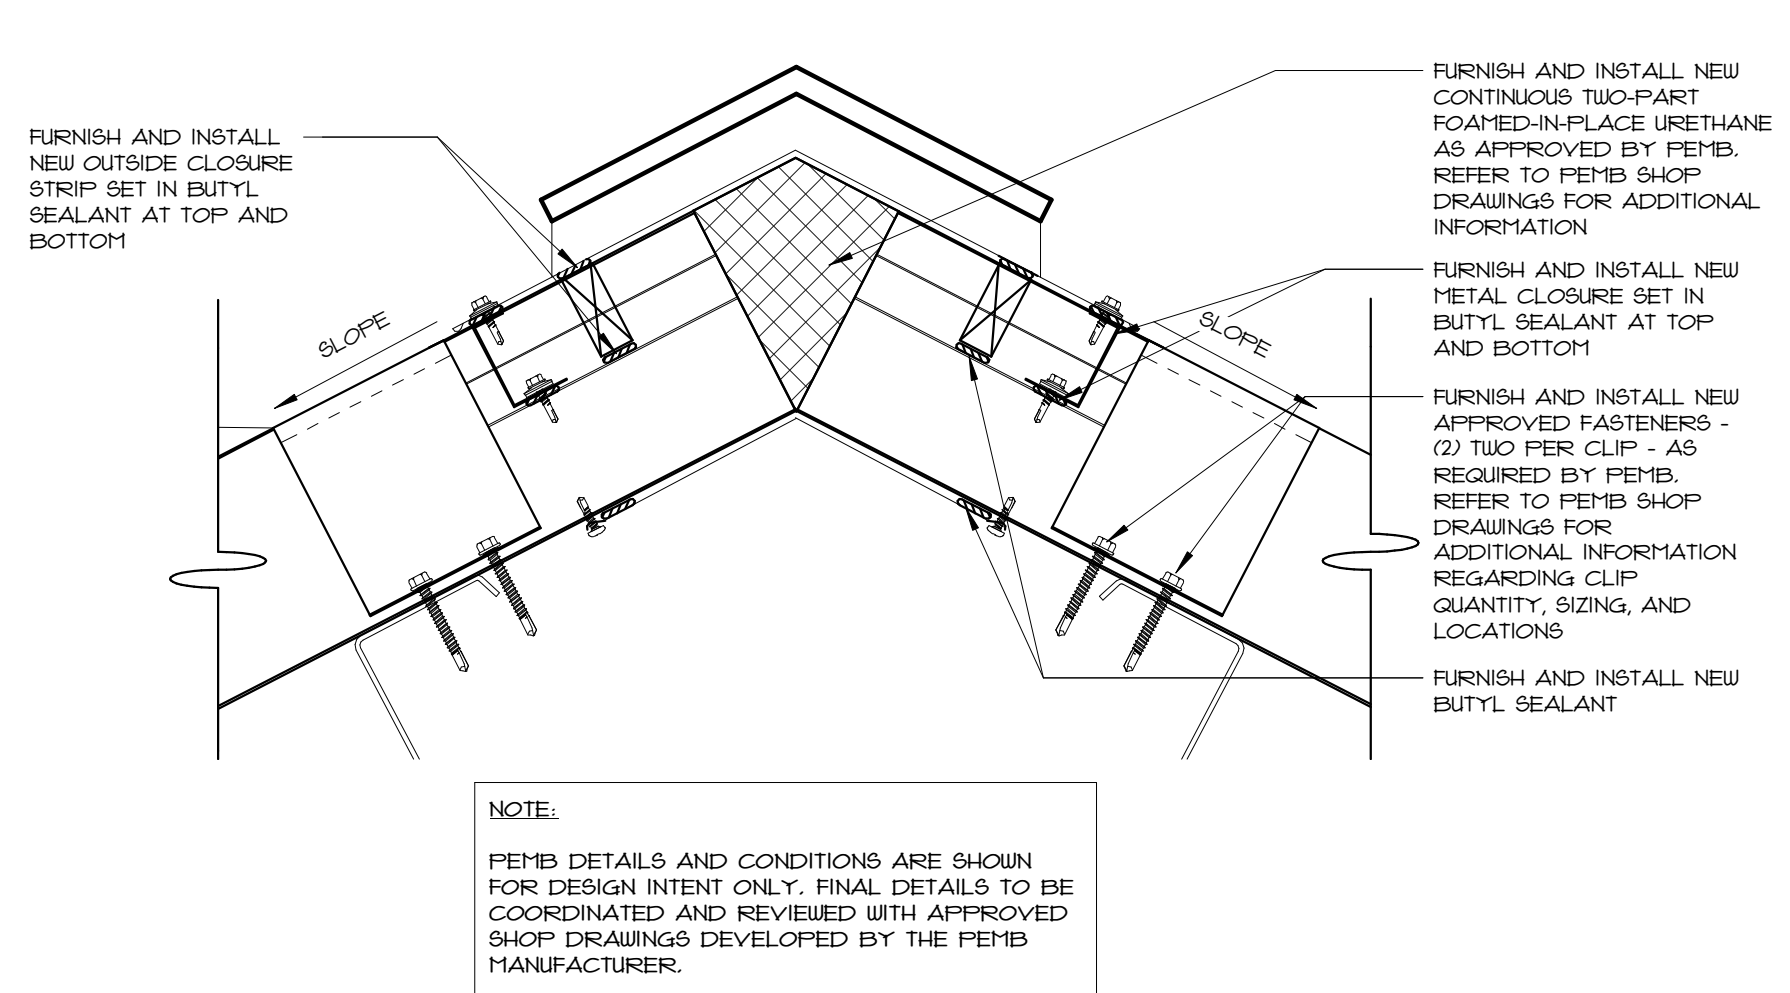 FURNISH AND INSTALL
NEW OUTSIDE CLOSURE
STRIP SET IN BUTYL
SEALANT AT TOP AND
BOTTOM
SLOPE
SLOPE
FURNISH AND INSTALL NEW
CONTINUOUS TWO-PART
FOAMED-IN-PLACE URETHANE
AS APPROVED BY PEMB.
REFER TO PEMB SHOP
DRAWINGS FOR ADDITIONAL
INFORMATION
FURNISH AND INSTALL NEW
METAL CLOSURE SET IN
BUTYL SEALANT AT TOP
AND BOTTOM
FURNISH AND INSTALL NEW
APPROVED FASTENERS -
(2) TWO PER CLIP - AS
REQUIRED BY PEMB.
REFER TO PEMB SHOP
DRAWINGS FOR
ADDITIONAL INFORMATION
REGARDING CLIP
QUANTITY, SIZING, AND
LOCATIONS
FURNISH AND INSTALL NEW
BUTYL SEALANT
NOTE:
PEMB DETAILS AND CONDITIONS ARE SHOWN
FOR DESIGN INTENT ONLY. FINAL DETAILS TO BE
COORDINATED AND REVIEWED WITH APPROVED
SHOP DRAWINGS DEVELOPED BY THE PEMB
MANUFACTURER.